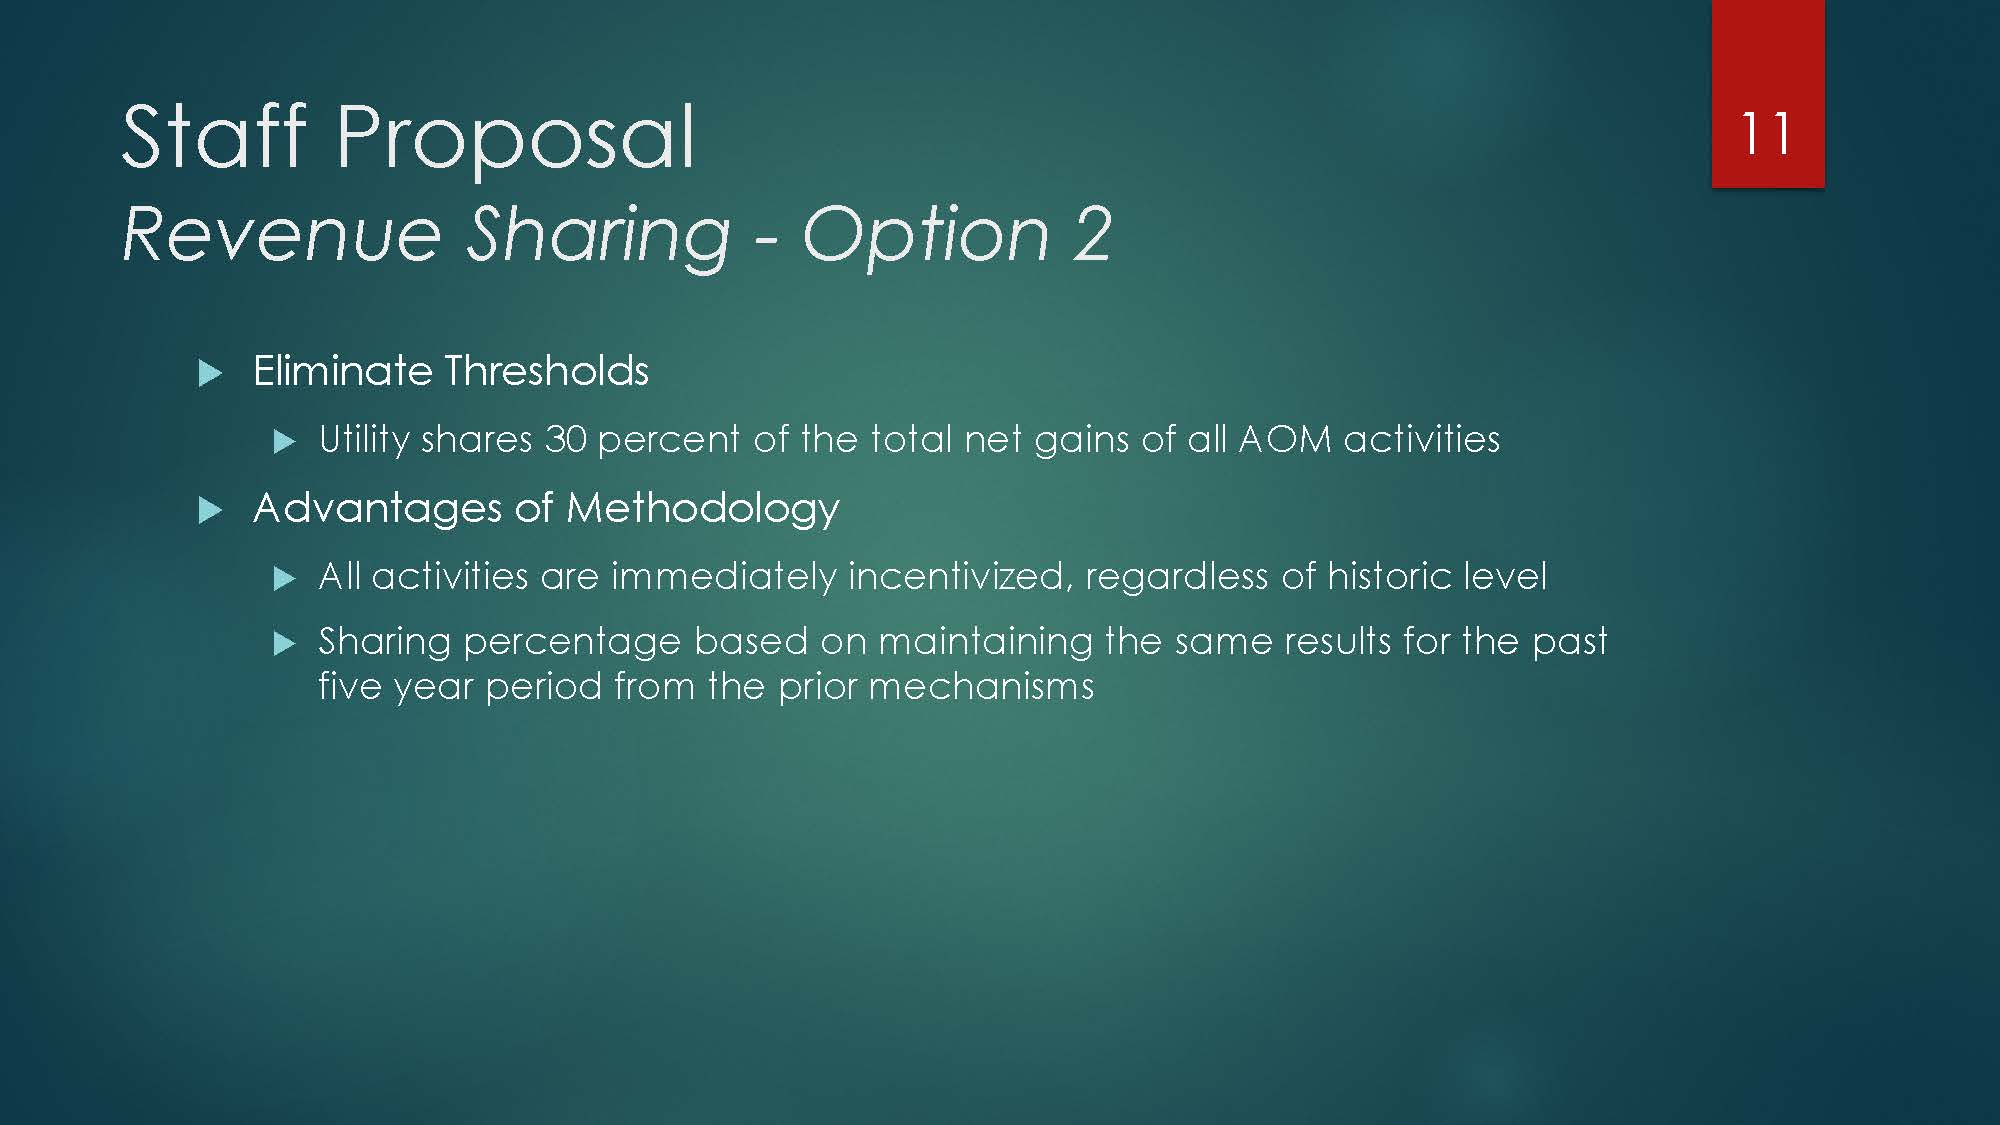 Staff Proposal
Revenue Sharing - Option 2
11
Eliminate Thresholds
Utility shares 30 percent of the total net gains of all AOM activities
Advantages of Methodology
All activities are immediately incentivized, regardless of historic level
Sharing percentage based on maintaining the same results for the past
five year period from the prior mechanisms